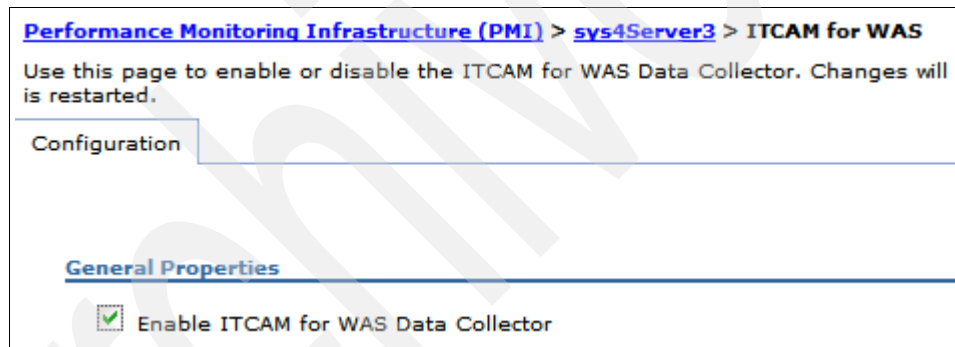 Performance Monitoring Infrastructure (PMI) > sys4Server3 > ITCAM for WAS
Use this page to enable or disable the ITCAM for WAS Data Collector. Changes will
is restarted.
Configuration
General Properties
Enable ITCAM for WAS Data Collector